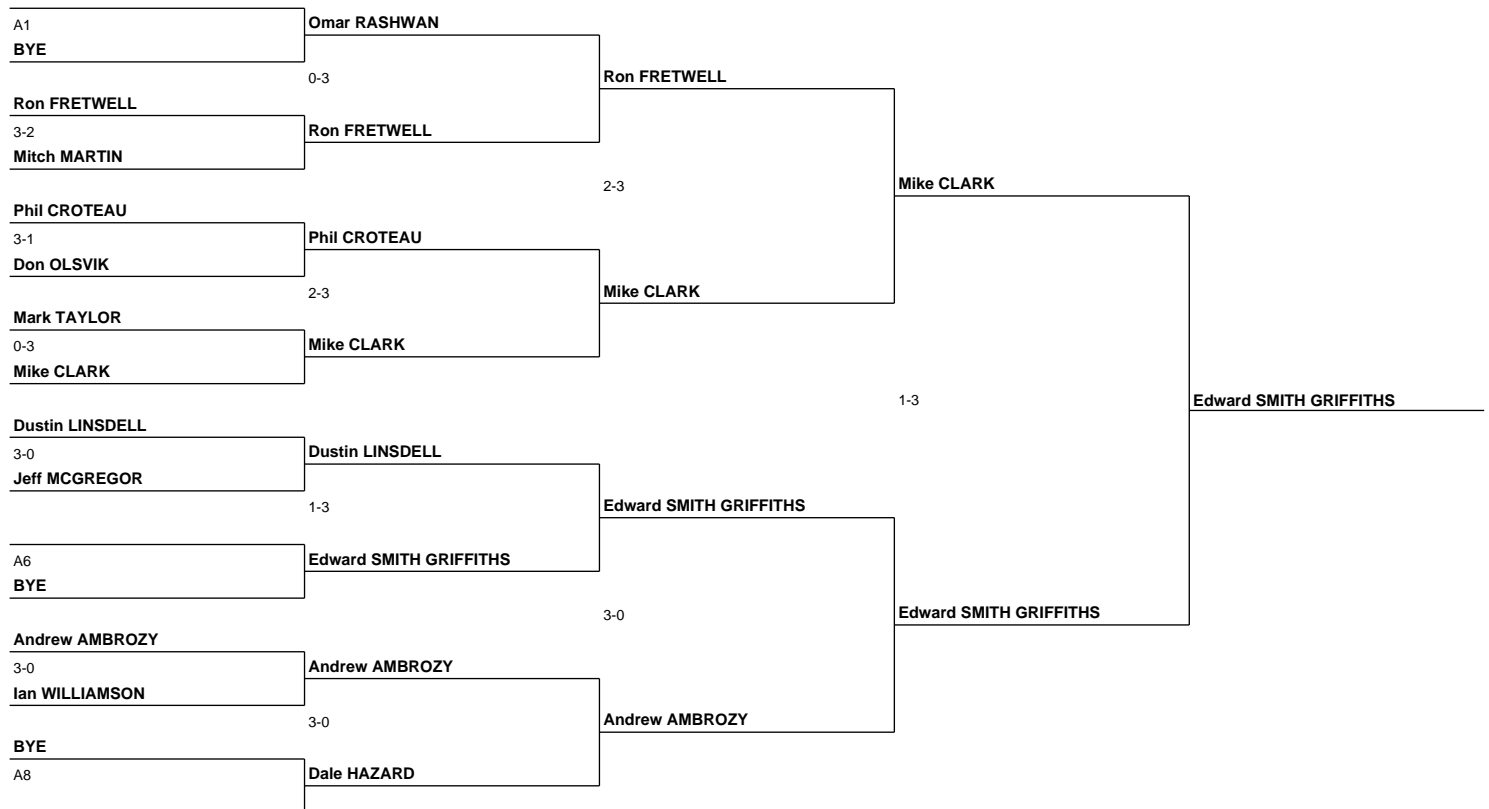 A1
BYE
Ron FRETWELL
3-2
Mitch MARTIN
Phil CROTEAU
3-1
Don OLSVIK
Mark TAYLOR
0-3
Mike CLARK
Dustin LINSDELL
3-0
Jeff MCGREGOR
A6
BYE
Andrew AMBROZY
3-0
Ian WILLIAMSON
BYE
A8
Omar RASHWAN
0-3
Ron FRETWELL
Phil CROTEAU
2-3
Mike CLARK
Dustin LINSDELL
1-3
Edward SMITH GRIFFITHS
Andrew AMBROZY
3-0
Dale HAZARD
Ron FRETWELL
2-3
Mike CLARK
Edward SMITH GRIFFITHS
3-0
Andrew AMBROZY
Mike CLARK
1-3
Edward SMITH GRIFFITHS
Edward SMITH GRIFFITHS